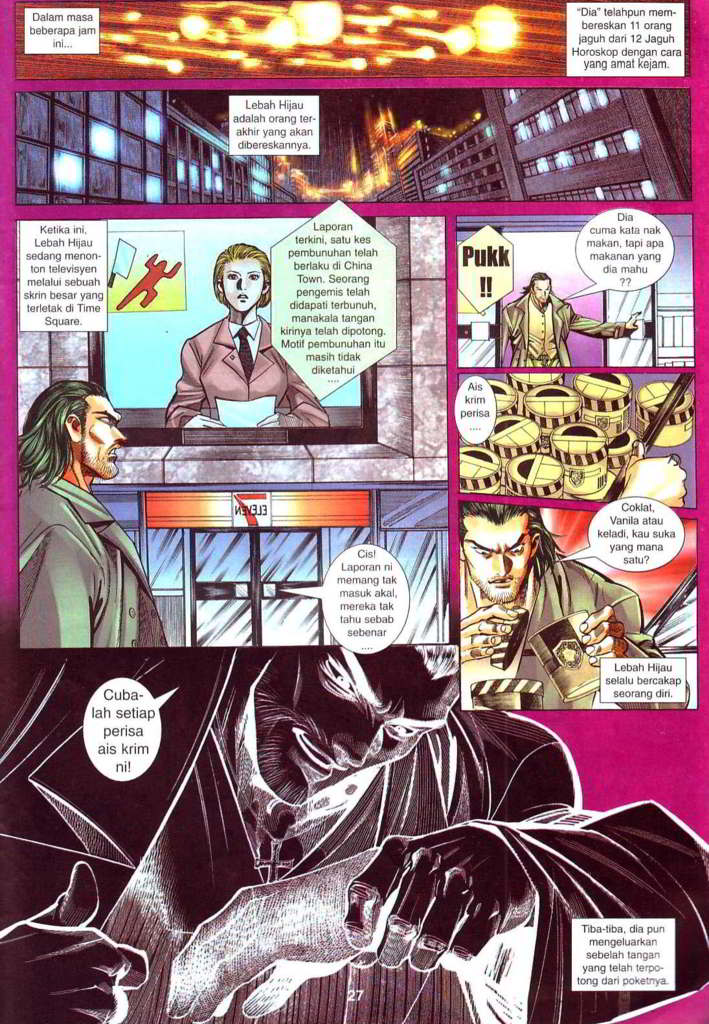 Dalam masa
beberapa jam
ini...
"Dia" telahpun mem-
bereskan 11 orang
jaguh dari 12 Jaguh
Horoskop dengan cara
yang amat kejam.
Lebah Hijau
adalah orang ter-
akhir yang akan
dibereskannya.
Ketika ini,
Lebah Hijau
sedang menon-
ton televisyen
melalui sebuah
skrin besar yang
terletak di Time
Square.
Laporan
terkini, satu kes
pembunuhan telah
berlaku di China
Town. Seorang
pengemis telah
didapati terbunuh,
manakala tangan
kirinya telah dipotong.
Motif pembunuhan itu
masih tidak
diketahui
....
7
ELEVEN
Cis!
Laporan ni
memang tak
masuk akal,
mereka tak
tahu sebab
sebenar
....
Pukk
!!
Dia
cuma kata nak
makan, tapi apa
makanan yang
dia mahu
??
Ais
krim
perisa
....
Coklat,
Vanila atau
keladi, kau suka
yang mana
satu?
Lebah Hijau
selalu bercakap
seorang diri.
Cuba-
lah setiap
perisa
ais krim
ni!
Tiba-tiba, dia pun
mengeluarkan
sebelah tangan
yang telah terpo-
tong dari poketnya.
27